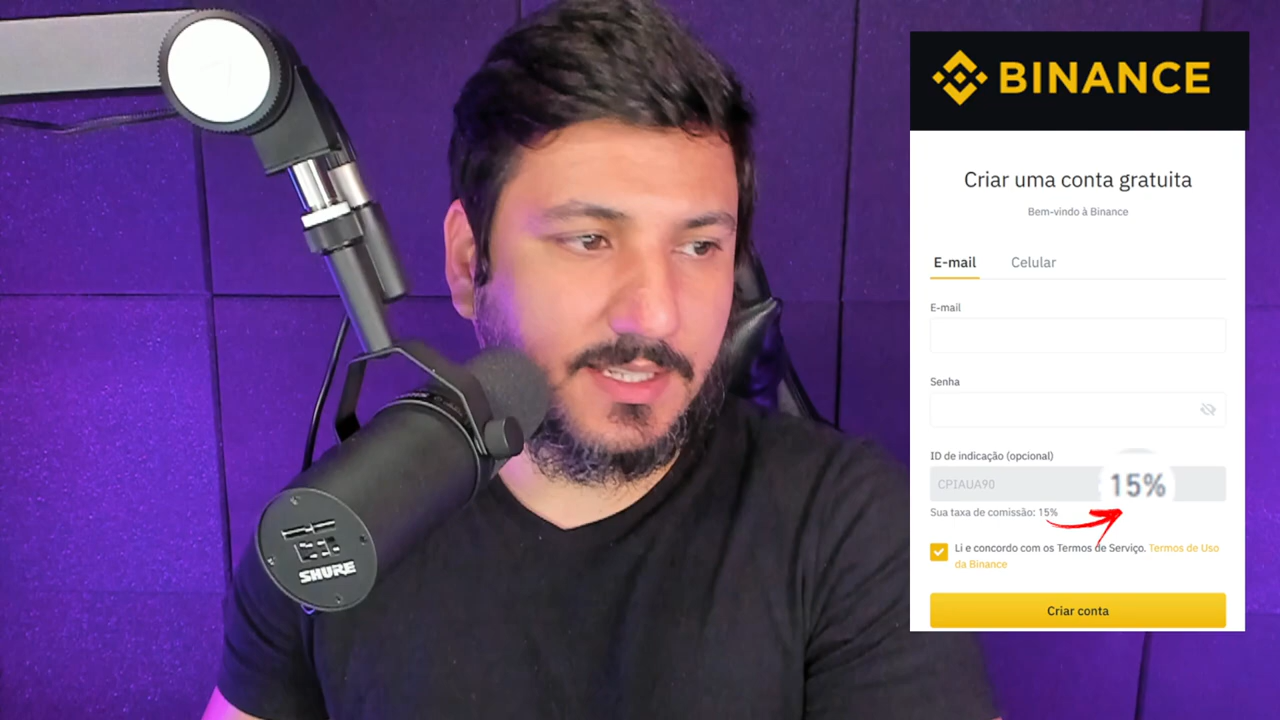 BINANCE
Criar uma conta gratuita
Bem-vindo à Binance
E-mail Celular
E-mail
Senha
ID de indicação (opcional)
CPIAUA90 15%
Sua taxa de comissão: 15%
Li e concordo com os Termos de Serviço. Termos de Uso
da Binance
Criar conta
SHURE